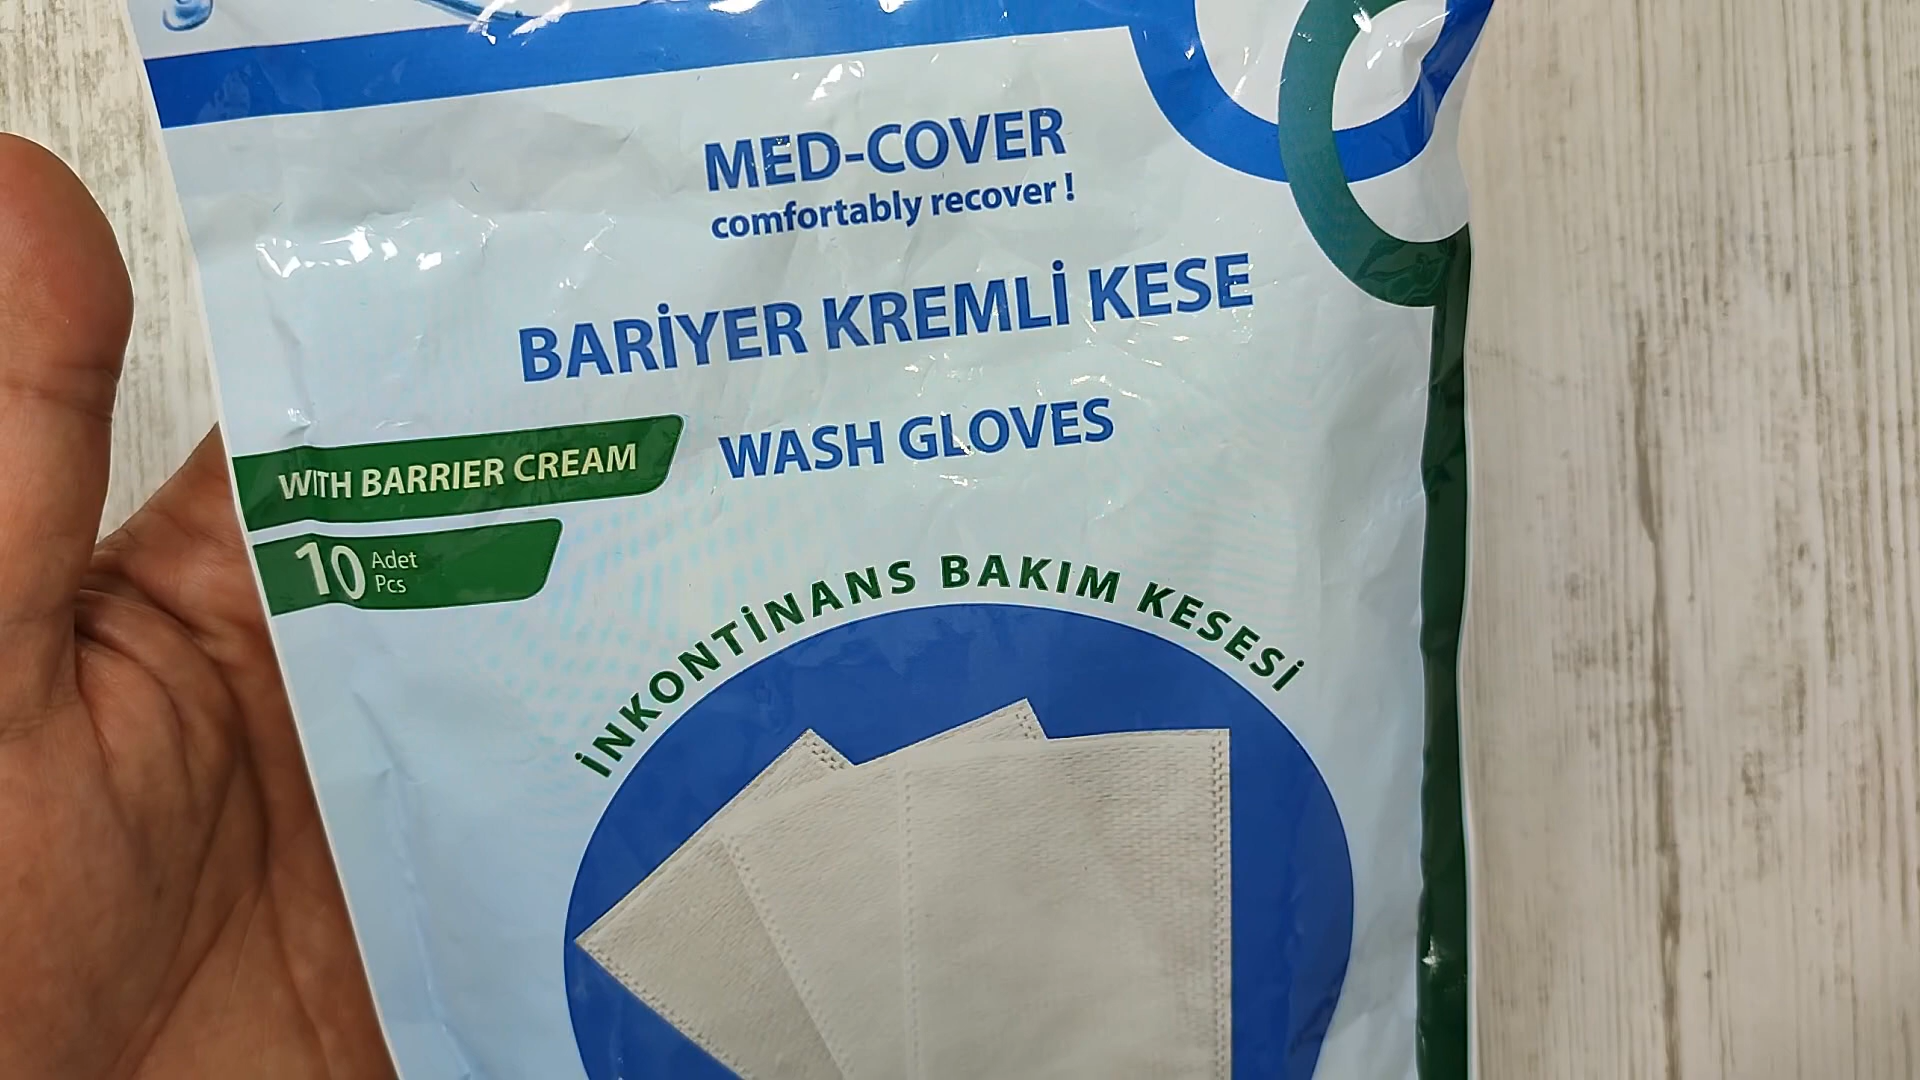 MED-COVER
comfortably recover !
BARİYER KREMLİ KESE
WITH BARRIER CREAM
WASH GLOVES
10 Adet
Pcs
İNKONTİNANS BAKIM KESESİ